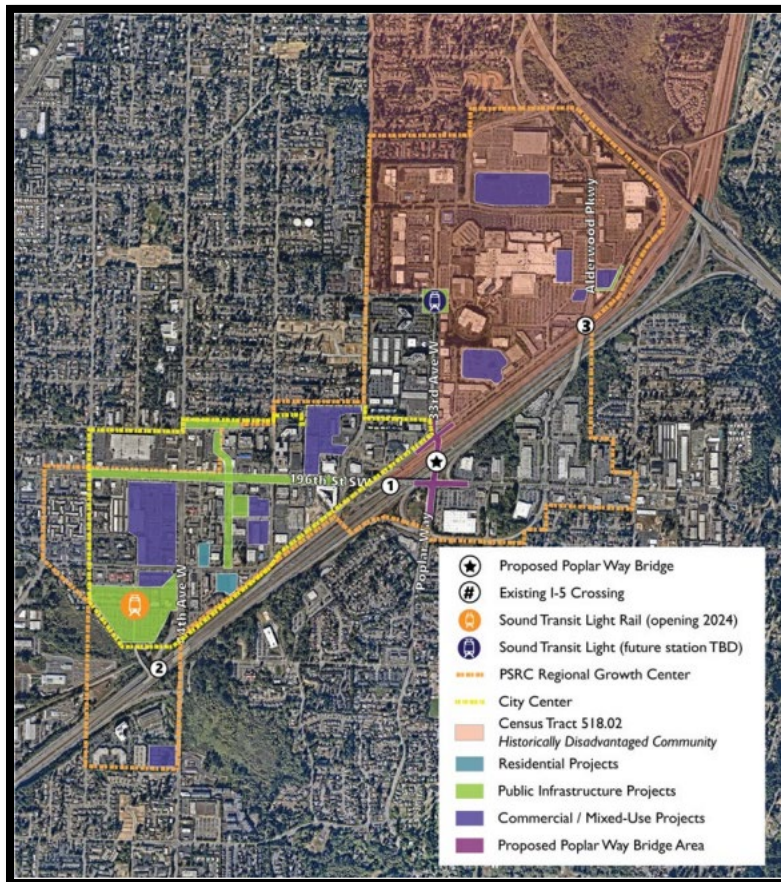 Alderwood Pkwy
3
33rd Ave W
196th St SW
1
Poplar Way
2
Proposed Poplar Way Bridge
#
Existing I-5 Crossing
Sound Transit Light Rail (opening 2024)
Sound Transit Light (future station TBD)
PSRC Regional Growth Center
City Center
Census Tract 518.02
Historically Disadvantaged Community
Residential Projects
Public Infrastructure Projects
Commercial / Mixed-Use Projects
Proposed Poplar Way Bridge Area